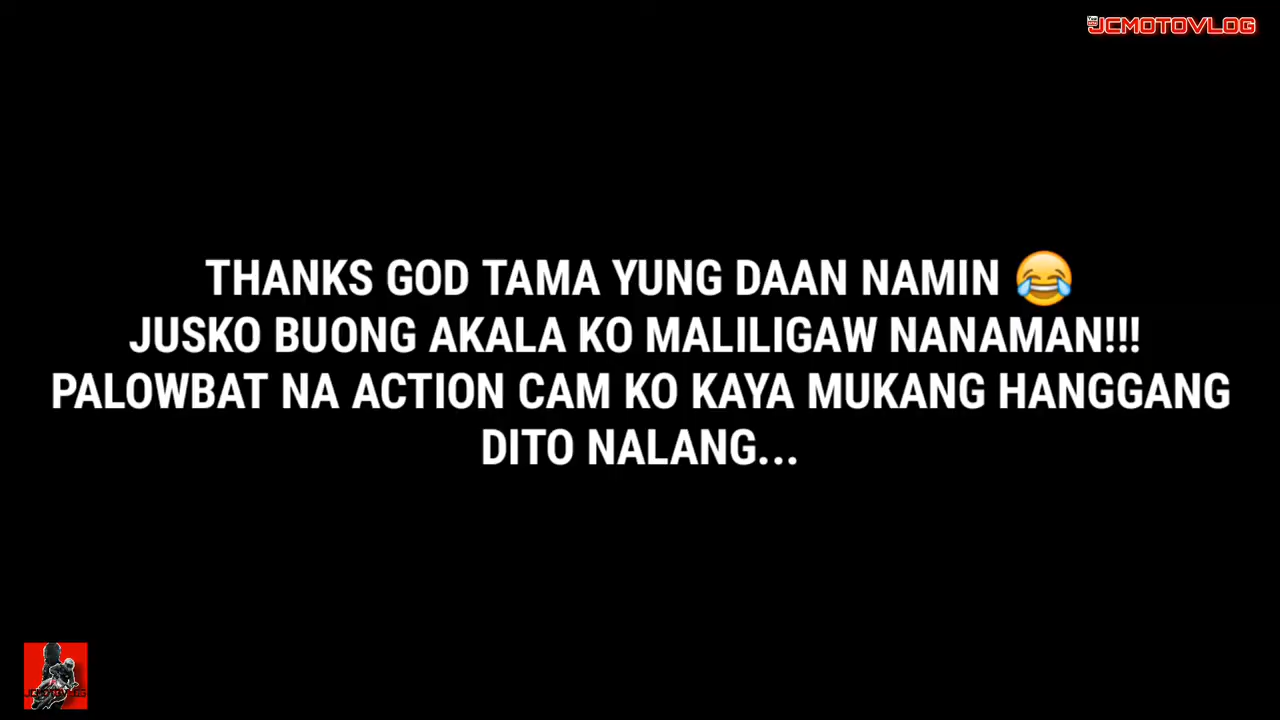 JCMOTOVLOG
THANKS GOD TAMA YUNG DAAN NAMIN 😂
JUSKO BUONG AKALA KO MALILIGAW NANAMAN!!!
PALOWBAT NA ACTION CAM KO KAYA MUKANG HANGGANG
DITO NALANG...
JCMOTOVLOG